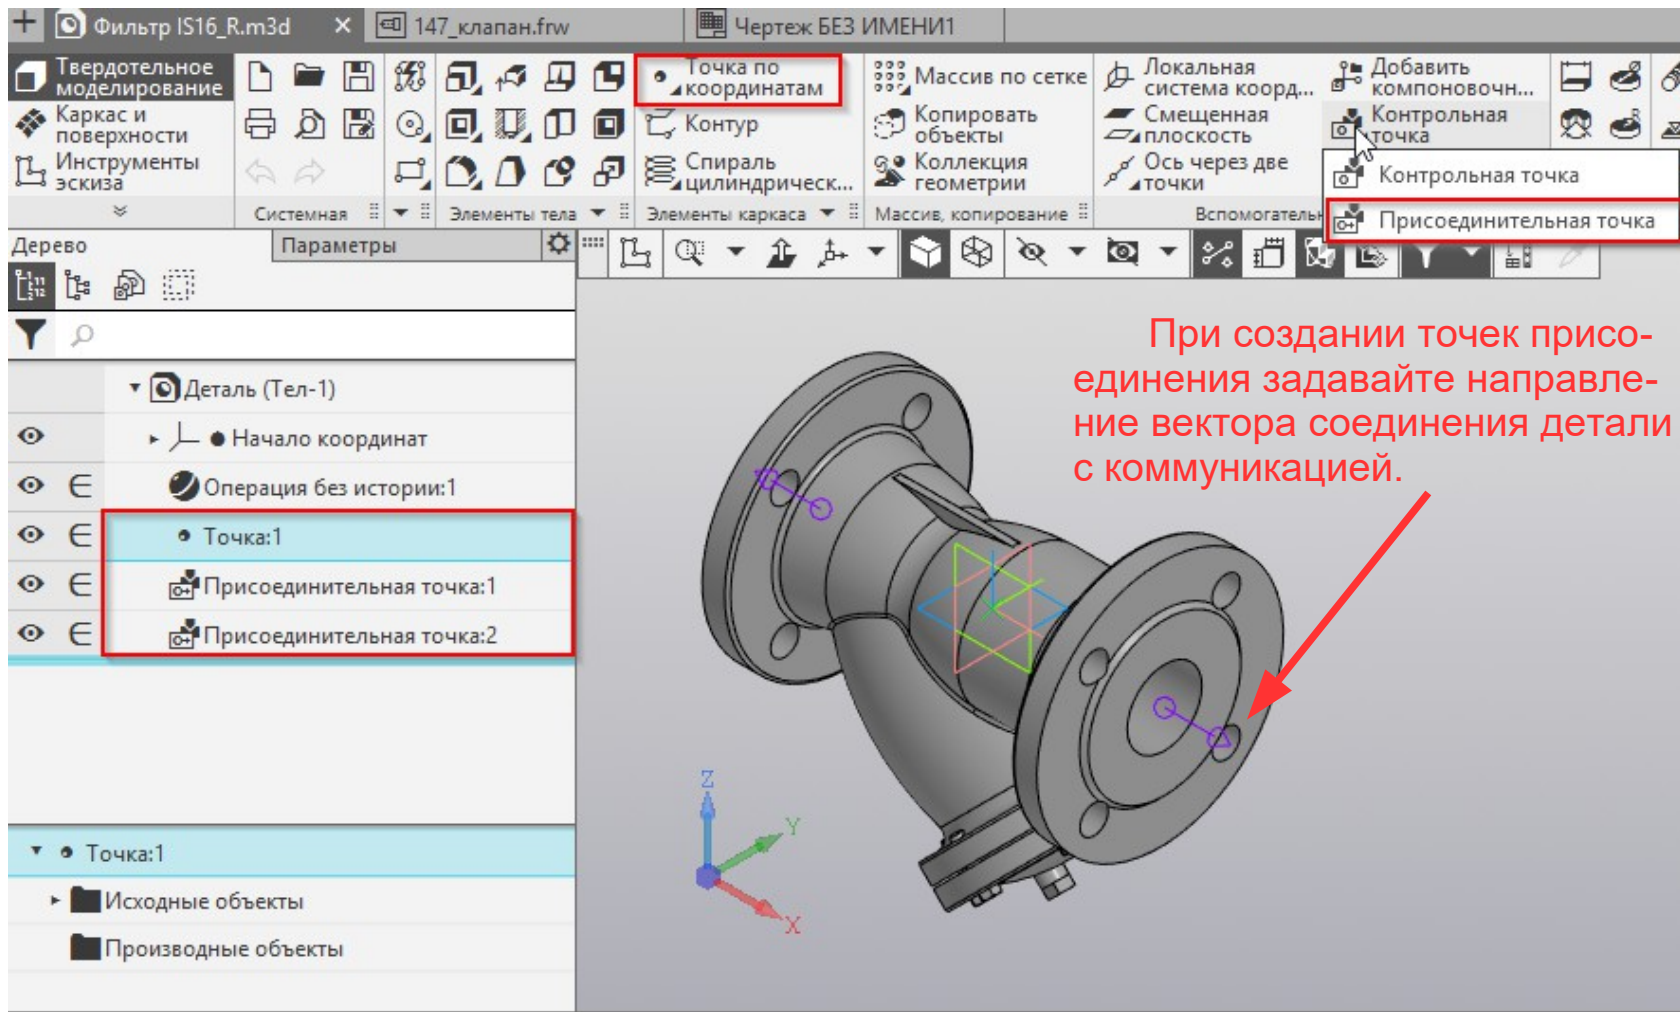 Фильтр IS16_R.m3d
147_клапан.frw
Чертеж БЕЗ ИМЕНИ1
Твердотельное
моделирование
Каркас и
поверхности
Инструменты
эскиза
Системная
Элементы тела
Точка по
координатам
Контур
Спираль
цилиндрическ...
Элементы каркаса
Массив по сетке
Копировать
объекты
Коллекция
геометрии
Массив, копирование
Локальная
система коорд...
Смещенная
плоскость
Ось через две
точки
Вспомогатель
Добавить
компоновочн...
Контрольная
точка
Контрольная точка
Присоединительная точка
Дерево
Параметры
Деталь (Тел-1)
Начало координат
Операция без истории:1
Точка:1
Присоединительная точка:1
Присоединительная точка:2
Точка:1
Исходные объекты
Производные объекты
При создании точек присо-
единения задавайте направле-
ние вектора соединения детали
с коммуникацией.
Z
Y
X